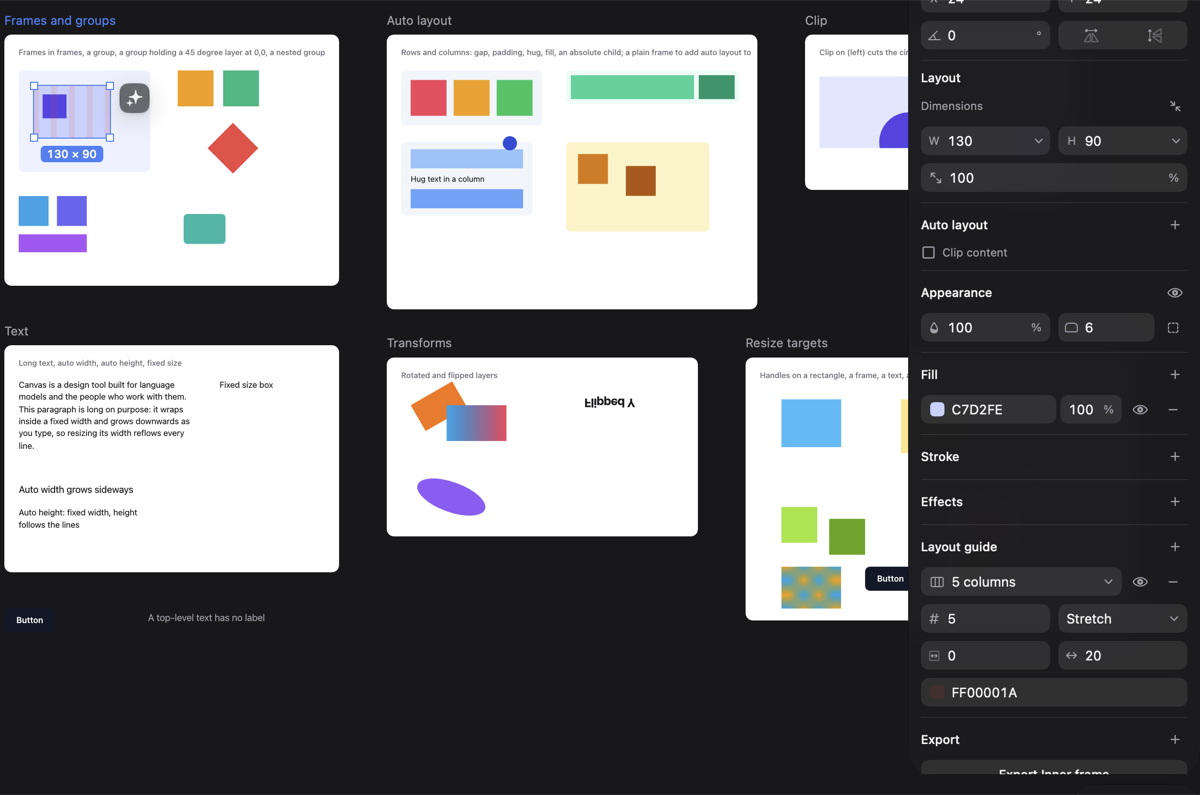 Frames and groups
Frames in frames, a group, a group holding a 45 degree layer at 0,0, a nested group
130 × 90
Auto layout
Rows and columns: gap, padding, hug, fill, an absolute child; a plain frame to add auto layout to
Hug text in a column
Clip
Clip on (left) cuts the
Text
Long text, auto width, auto height, fixed size
Canvas is a design tool built for language
models and the people who work with them.
This paragraph is long on purpose: it wraps
inside a fixed width and grows downwards as
you type, so resizing its width reflows every
line.
Fixed size box
Auto width grows sideways
Auto height: fixed width, height
follows the lines
Transforms
Rotated and flipped layers
Flipped Y
Resize targets
Handles on a rectangle, a frame, a text,
Button
Button
A top-level text has no label
0 °
Layout
Dimensions
W 130
H 90
100 %
Auto layout
Clip content
Appearance
100 %
6
Fill
C7D2FE
100 %
Stroke
Effects
Layout guide
5 columns
# 5
Stretch
0
20
FF00001A
Export
Export Inner frame